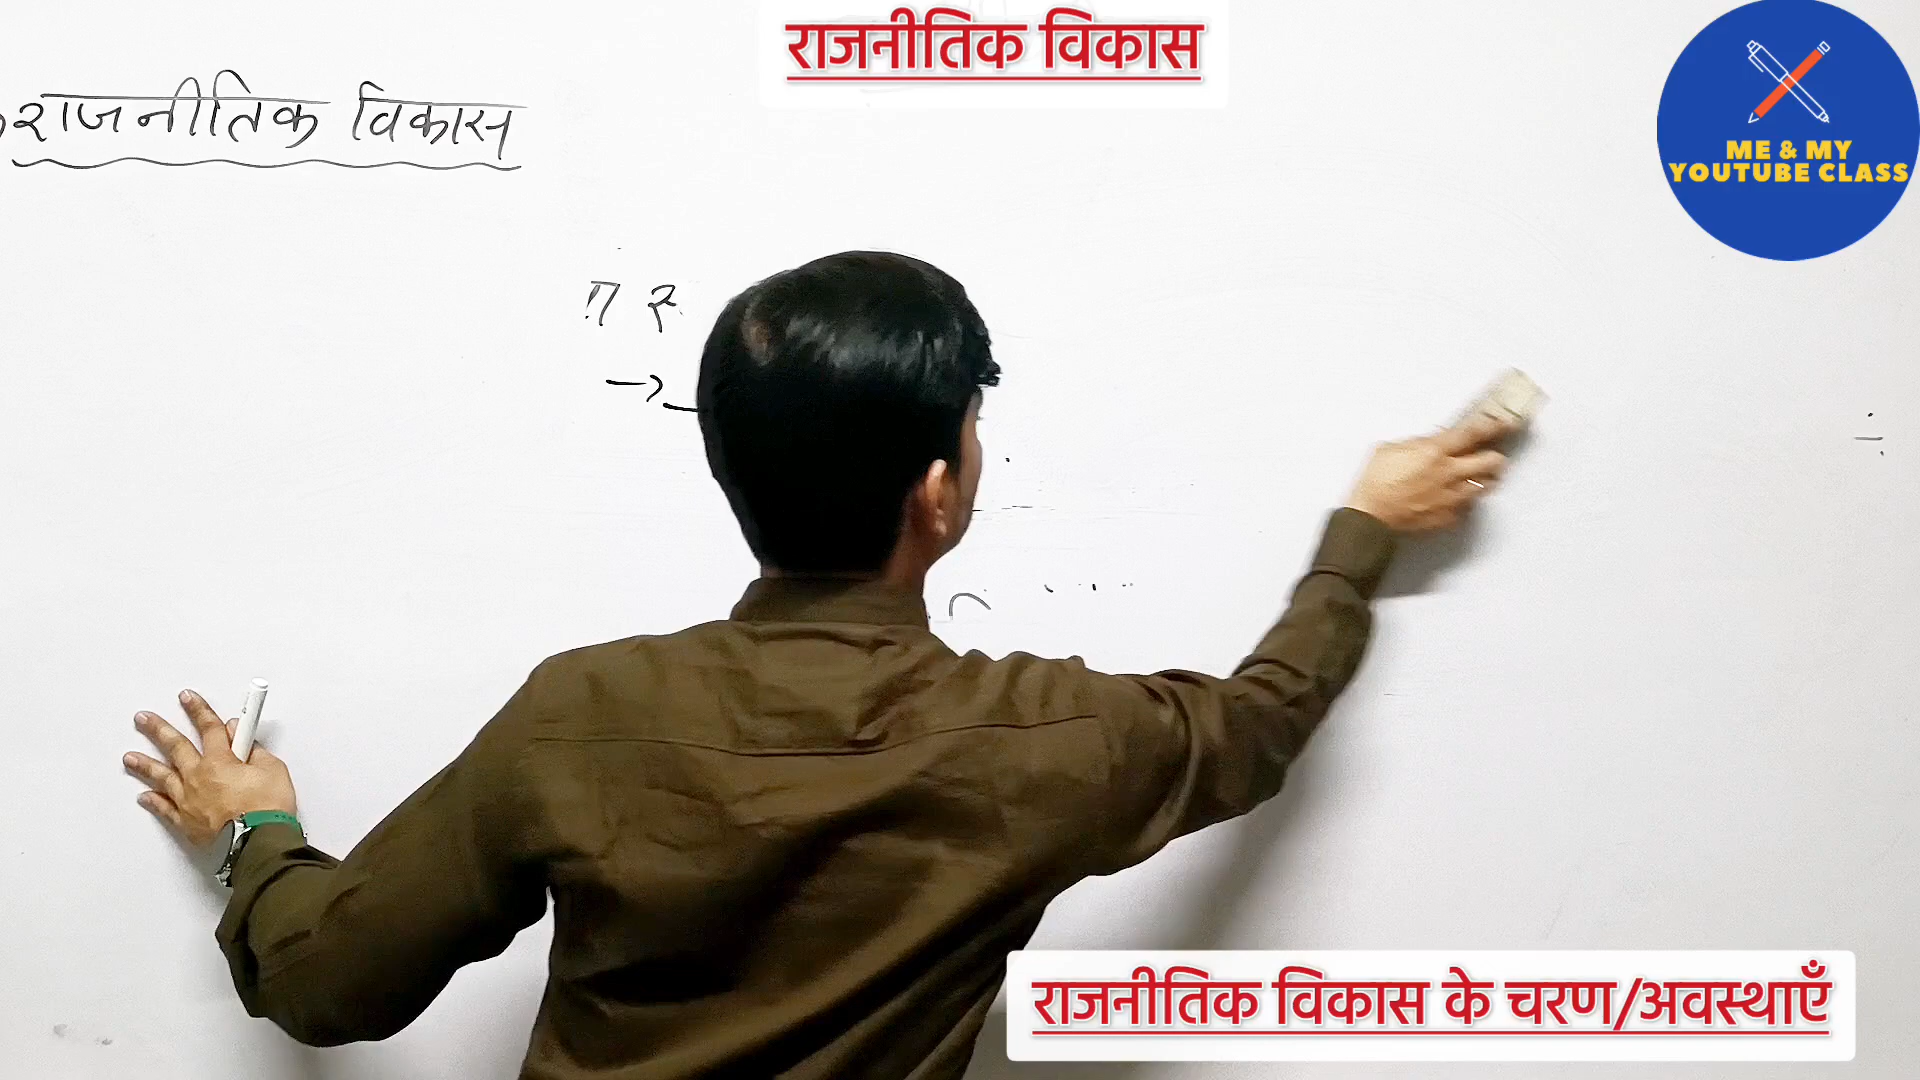 राजनीतिक विकास
राजनीतिक विकास
ME & MY
YOUTUBE CLASS
राजनीतिक विकास के चरण/अवस्थाएँ